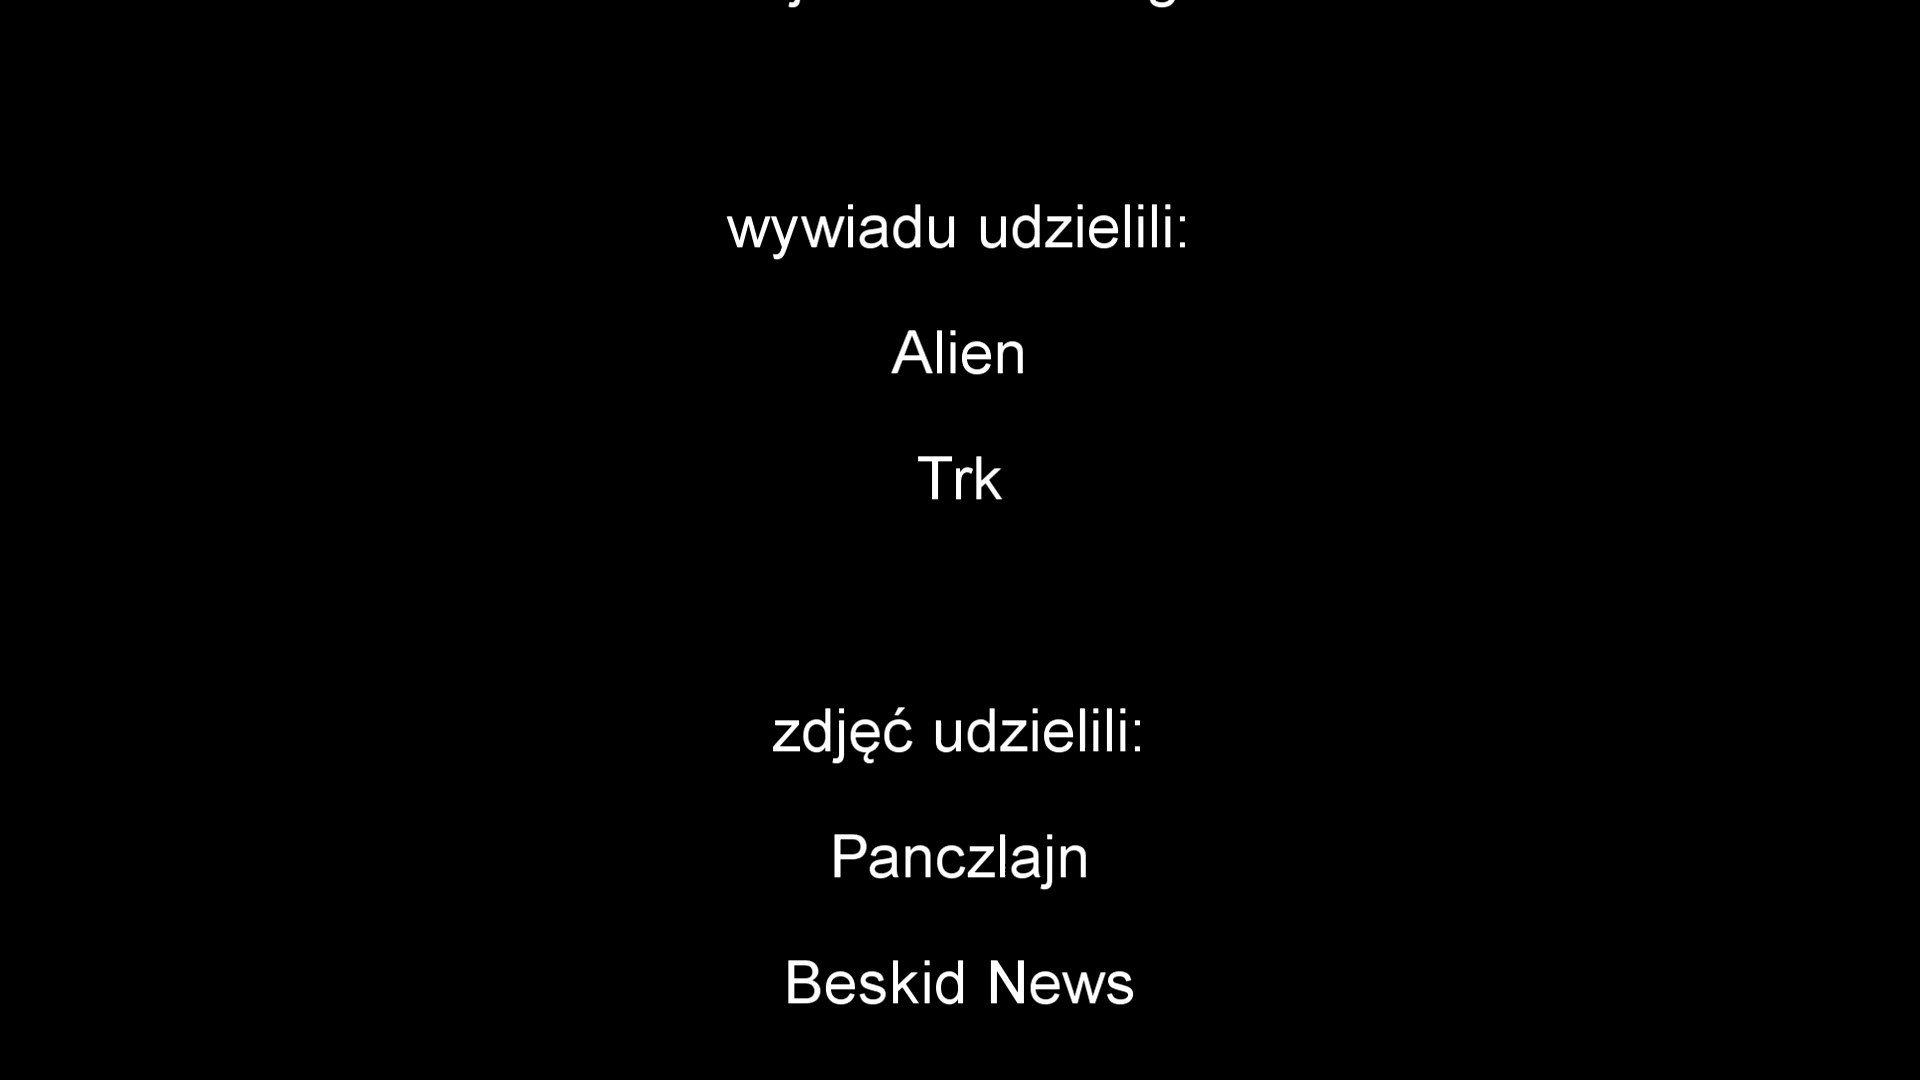 wywiadu udzielili:
Alien
Trk
zdjęć udzielili:
Panczlajn
Beskid News